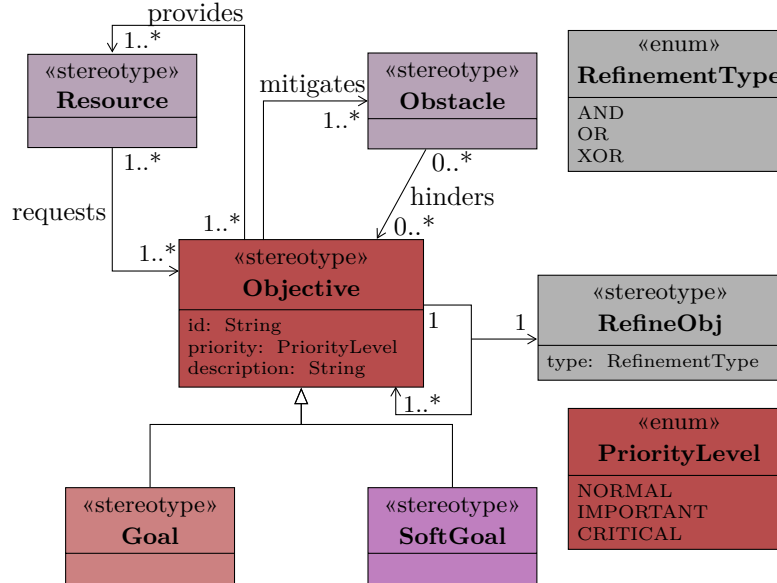 provides
1..*
«stereotype»
Resource
1..*
requests
1..*
1..*
mitigates
1..*
«stereotype»
Obstacle
0..*
hinders
0..*
«enum»
RefinementType
AND
OR
XOR
«stereotype»
Objective
id: String
priority: PriorityLevel
description: String
1
1
1..*
«stereotype»
RefineObj
type: RefinementType
«enum»
PriorityLevel
NORMAL
IMPORTANT
CRITICAL
«stereotype»
Goal
«stereotype»
SoftGoal